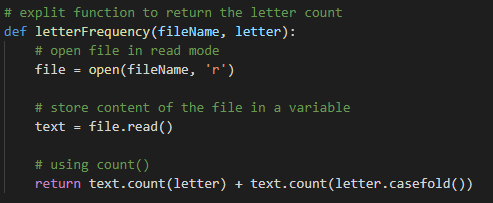 # explit function to return the letter count
def letterFrequency(fileName, letter):
    # open file in read mode
    file = open(fileName, 'r')

    # store content of the file in a variable
    text = file.read()

    # using count()
    return text.count(letter) + text.count(letter.casefold())